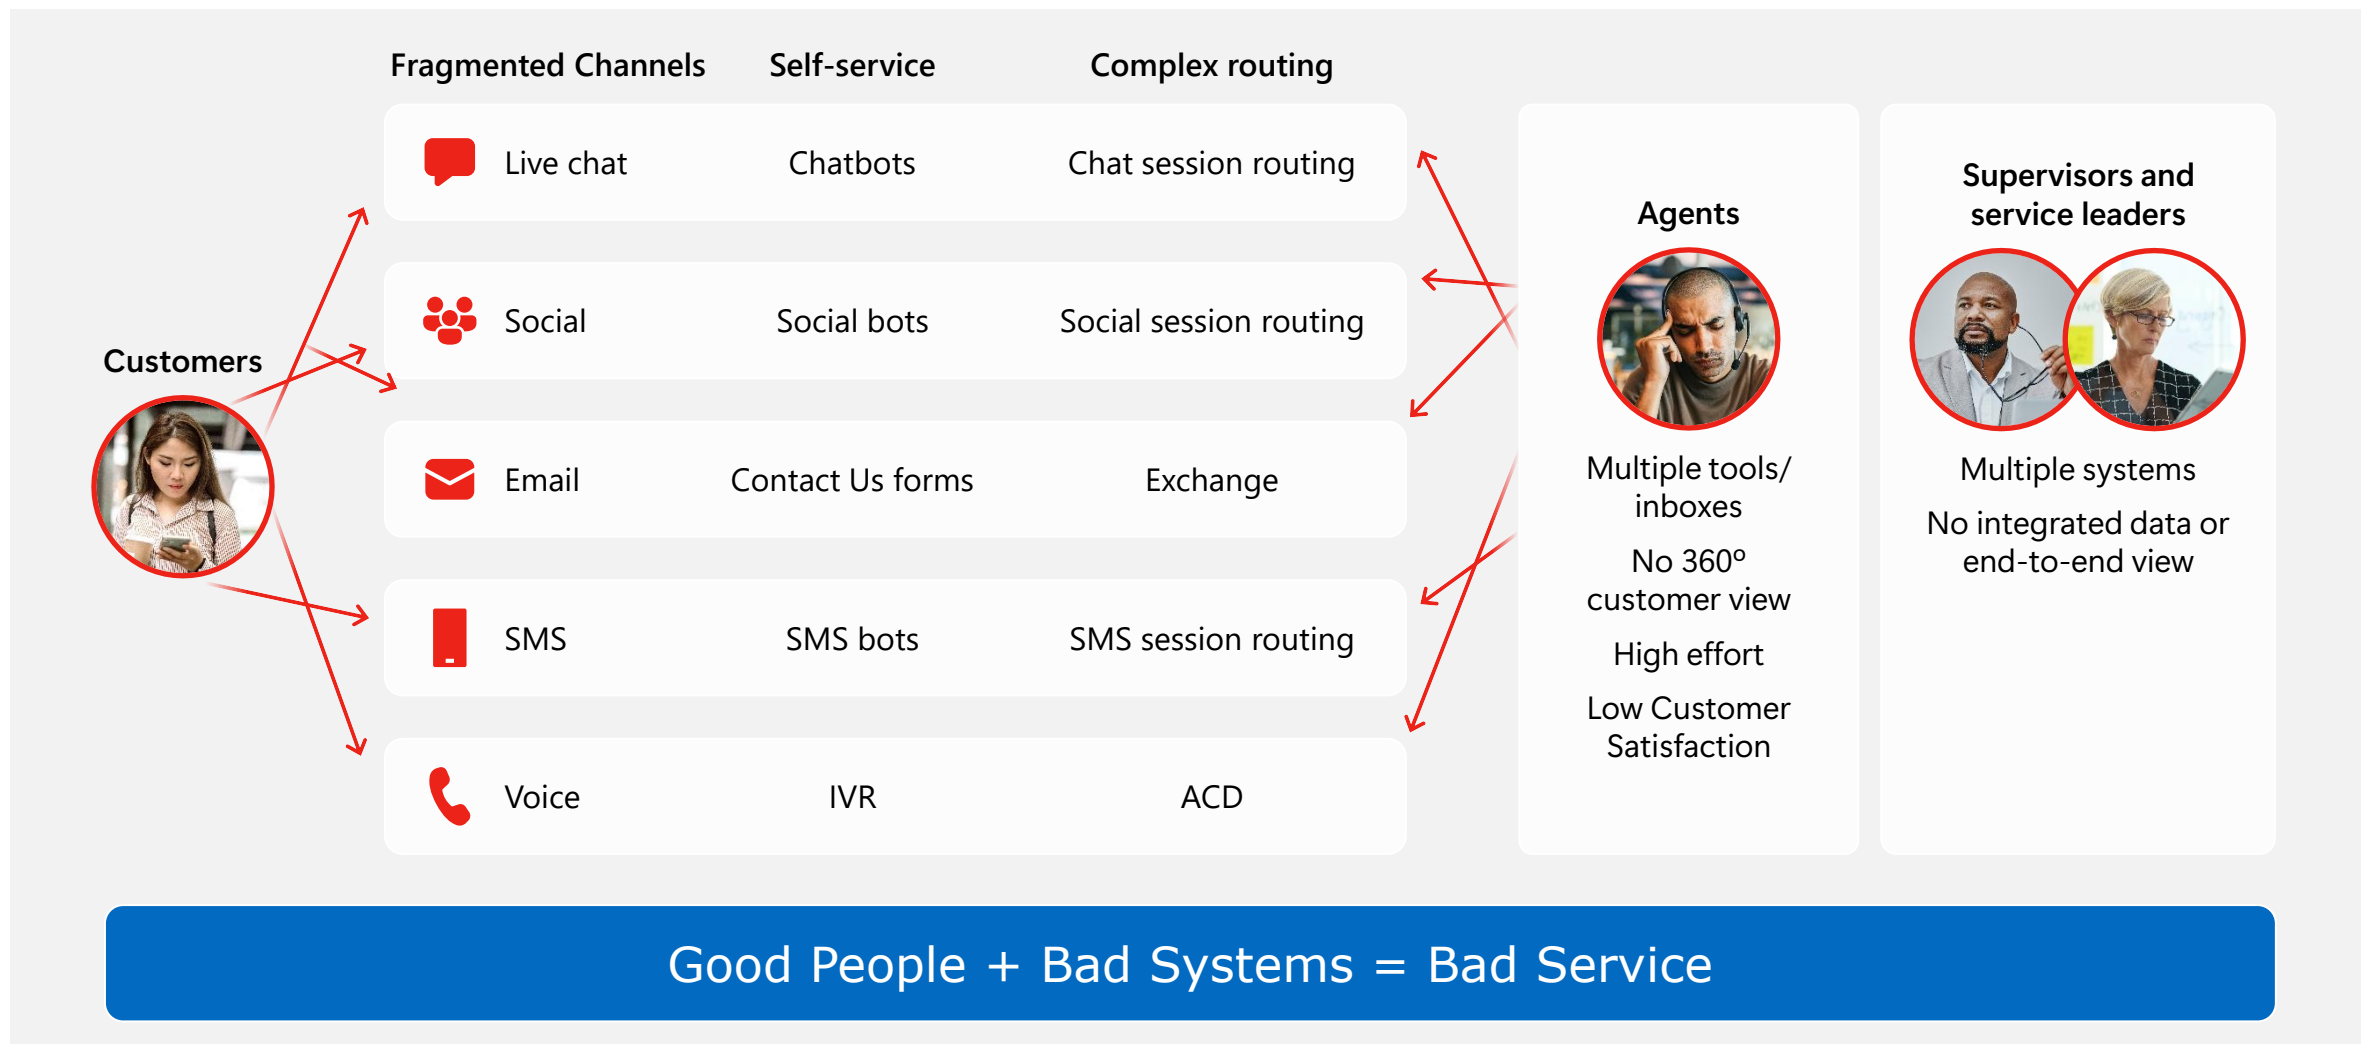 Fragmented Channels Self-service Complex routing
Live chat Chatbots Chat session routing
Social Social bots Social session routing
Email Contact Us forms Exchange
SMS SMS bots SMS session routing
Voice IVR ACD
Customers
Agents
Multiple tools/
inboxes
No 360º
customer view
High effort
Low Customer
Satisfaction
Supervisors and
service leaders
Multiple systems
No integrated data or
end-to-end view
Good People + Bad Systems = Bad Service